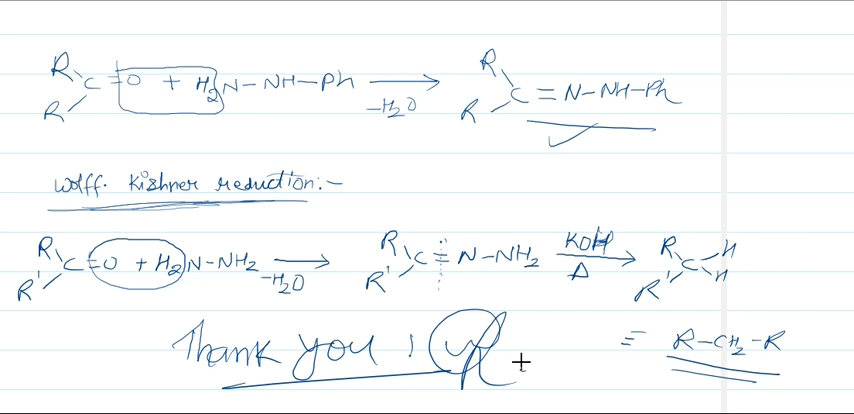 R R C=O + H2N-NH-Ph -H2O → R R C=N-NH-Ph
Wolff. Kishner reduction:-
R R' C=O + H2N-NH2 -H2O → R R' C=N-NH2 KOH Δ → R R' C H H
≡ R-CH2-R
Thank you !